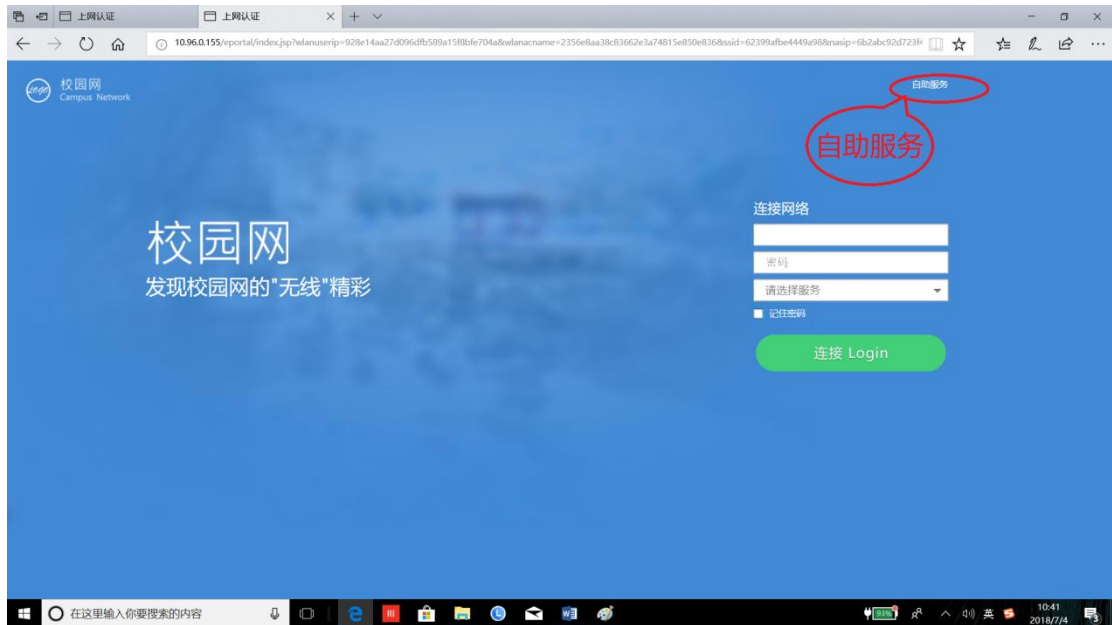 上网认证
上网认证
10.96.0.155/eportal/index.jsp?wlanuserip=928e14aa27d096dfb589a15f8bfe704a&wlanacname=2356e8aa38c83662e3a74815e850e836&ssid=62399afbe4449a98&nasip=6b2abc92d723f
Logo
校园网
Campus Network
自助服务
自助服务
连接网络
校园网
密码
发现校园网的"无线"精彩
请选择服务
记住密码
连接 Login
在这里输入你要搜索的内容
93%
英
10:41
2018/7/4